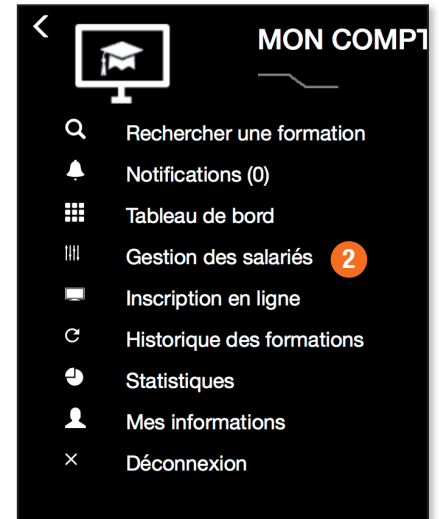 MON COMPT
Rechercher une formation
Notifications (0)
Tableau de bord
Gestion des salariés 2
Inscription en ligne
Historique des formations
Statistiques
Mes informations
Déconnexion